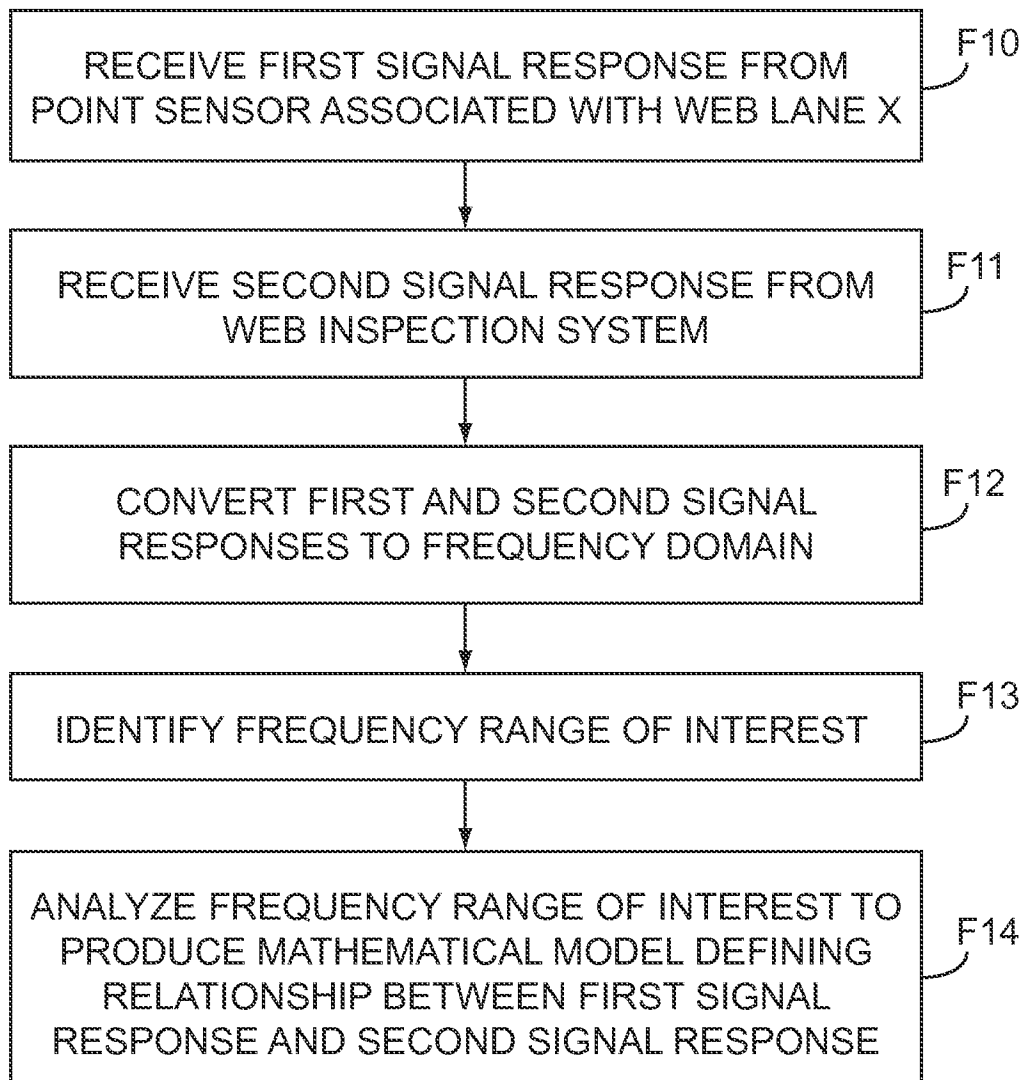 RECEIVE FIRST SIGNAL RESPONSE FROM
POINT SENSOR ASSOCIATED WITH WEB LANE X
F10
RECEIVE SECOND SIGNAL RESPONSE FROM
WEB INSPECTION SYSTEM
F11
CONVERT FIRST AND SECOND SIGNAL
RESPONSES TO FREQUENCY DOMAIN
F12
IDENTIFY FREQUENCY RANGE OF INTEREST
F13
ANALYZE FREQUENCY RANGE OF INTEREST TO
PRODUCE MATHEMATICAL MODEL DEFINING
RELATIONSHIP BETWEEN FIRST SIGNAL
RESPONSE AND SECOND SIGNAL RESPONSE
F14